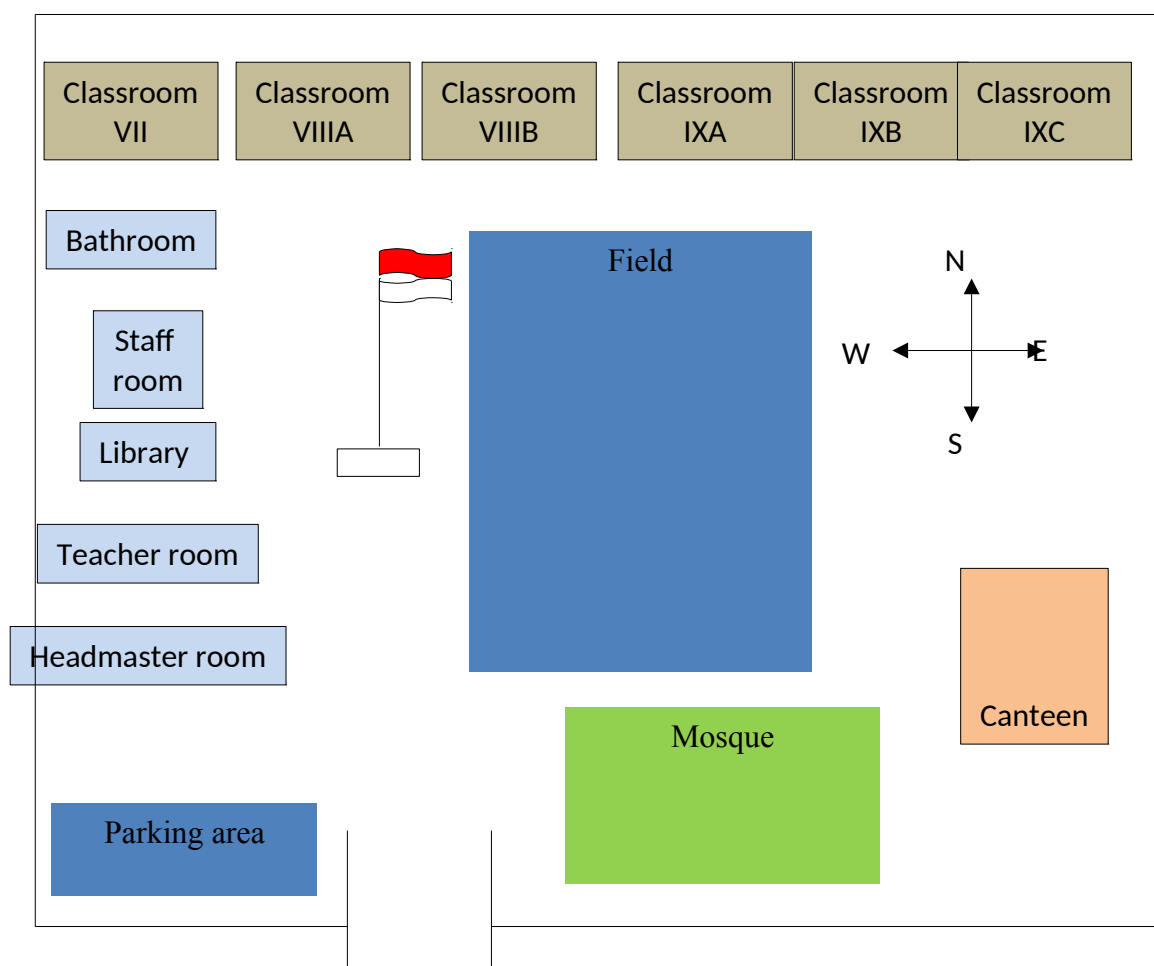 Classroom
VII
Classroom
VIIIA
Classroom
VIIIB
Classroom
IXA
Classroom
IXB
Classroom
IXC
Bathroom
Field
N
Staff
room
W
E
S
Library
Teacher room
Headmaster room
Canteen
Mosque
Parking area